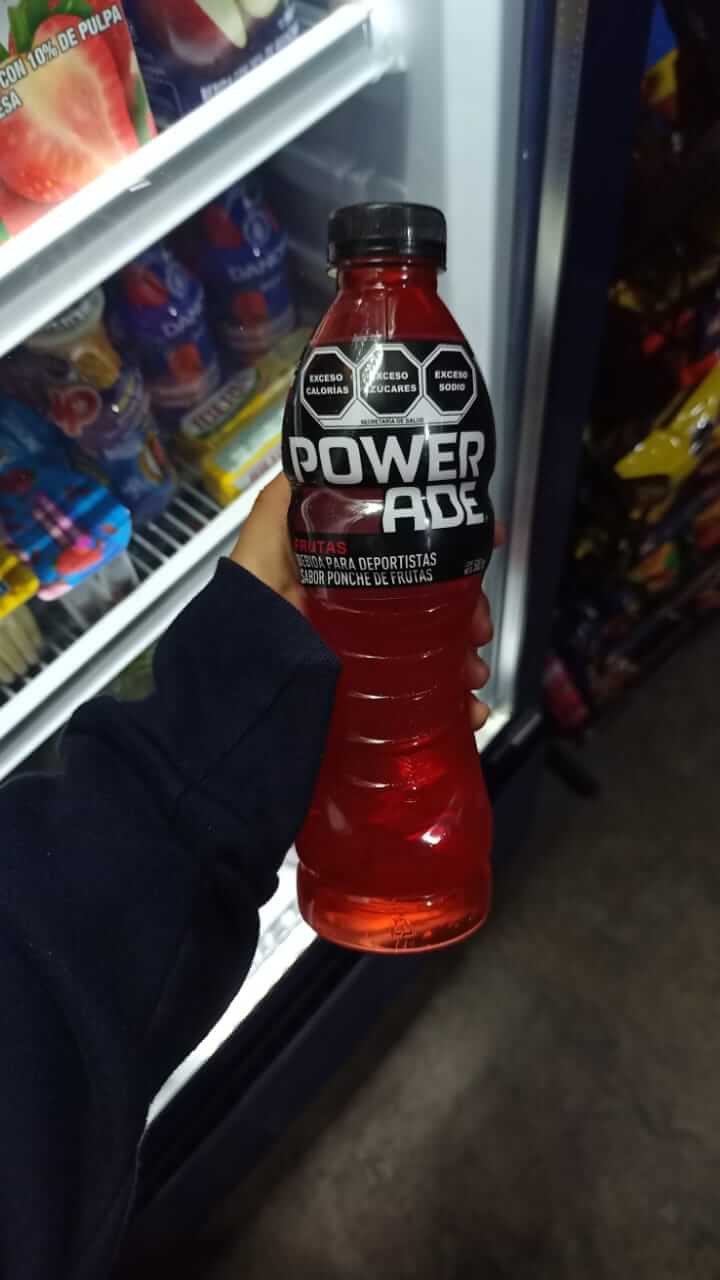 CON 10% DE PULPA
EXCESO
CALORÍAS
EXCESO
AZÚCARES
EXCESO
SODIO
SECRETARÍA DE SALUD
POWER
ADE
FRUTAS
BEBIDA PARA DEPORTISTAS
SABOR PONCHE DE FRUTAS